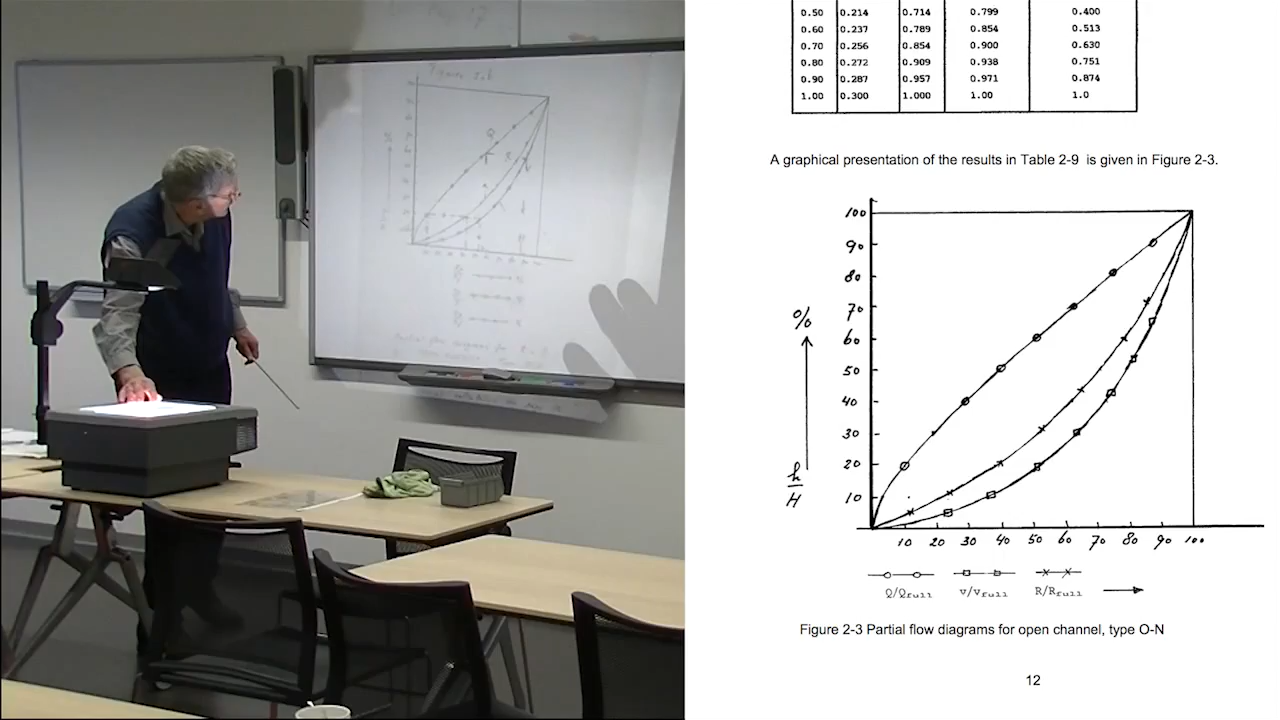 Figure 2.6
0.50 0.214 0.714 0.799 0.400
0.60 0.237 0.789 0.854 0.513
0.70 0.256 0.854 0.900 0.630
0.80 0.272 0.909 0.938 0.751
0.90 0.287 0.957 0.971 0.874
1.00 0.300 1.000 1.00 1.0
A graphical presentation of the results in Table 2-9 is given in Figure 2-3.
100
90
80
70
60
50
40
30
20
10
%
h/H
10 20 30 40 50 60 70 80 90 100
Q/Qfull v/vfull R/Rfull
Figure 2-3 Partial flow diagrams for open channel, type O-N
12